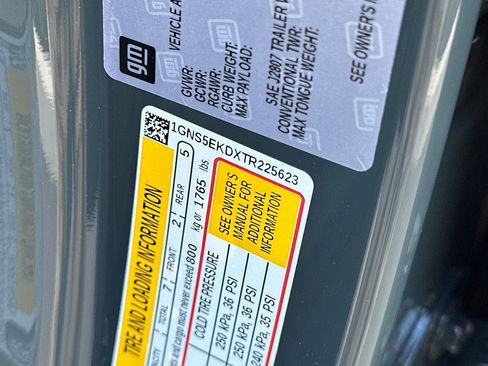 gm
VEHICLE
GVWR:
GCWR:
RGAWR:
CURB WEIGHT:
MAX PAYLOAD:
SAE J2807 TRAILER
CONVENTIONAL TWR:
MAX TONGUE WEIGHT:
SEE OWNER'S
gm
1GNS5EKDXTR225623
TIRE AND LOADING INFORMATION
TOTAL 7 FRONT 2 REAR 5
and cargo must never exceed 800 kg or 1765 lbs.
COLD TIRE PRESSURE
250 kPa, 36 PSI
250 kPa, 36 PSI
240 kPa, 35 PSI
SEE OWNER'S
MANUAL FOR
ADDITIONAL
INFORMATION